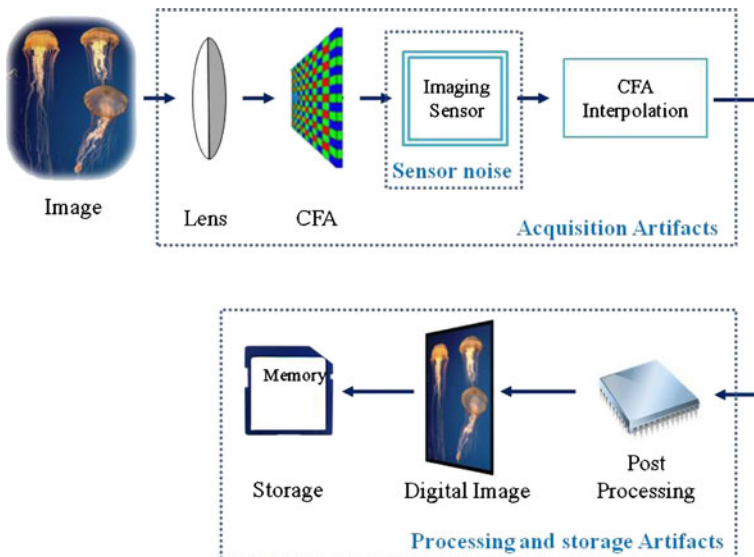 Image
Lens
CFA
Imaging
Sensor
Sensor noise
CFA
Interpolation
Acquisition Artifacts
Memory
Storage
Digital Image
Post
Processing
Processing and storage Artifacts